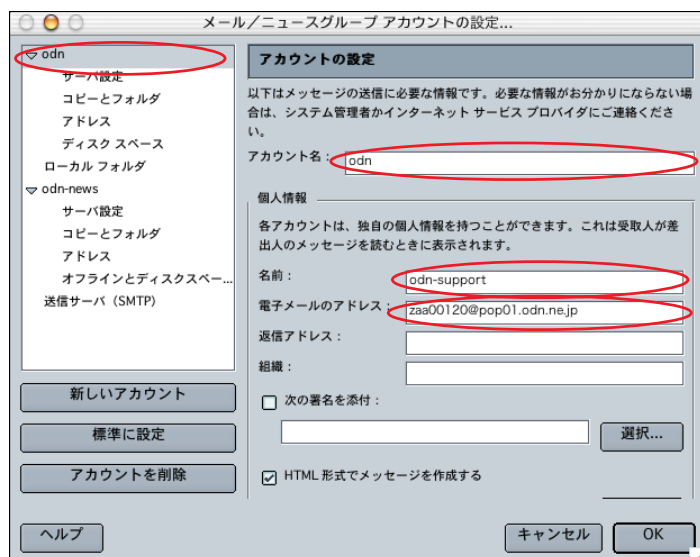 メール／ニュースグループ アカウントの設定...
odn
サーバ設定
コピーとフォルダ
アドレス
ディスク スペース
ローカル フォルダ
odn-news
サーバ設定
コピーとフォルダ
アドレス
オフラインとディスクスペー...
送信サーバ（SMTP）
新しいアカウント
標準に設定
アカウントを削除
アカウントの設定
以下はメッセージの送信に必要な情報です。必要な情報がお分かりにならない場
合は、システム管理者かインターネット サービス プロバイダにご連絡くださ
い。
アカウント名： odn
個人情報
各アカウントは、独自の個人情報を持つことができます。これは受取人が差
出人のメッセージを読むときに表示されます。
名前： odn-support
電子メールのアドレス： zaa00120@pop01.odn.ne.jp
返信アドレス：
組織：
次の署名を添付：
選択...
HTML 形式でメッセージを作成する
ヘルプ
キャンセル
OK